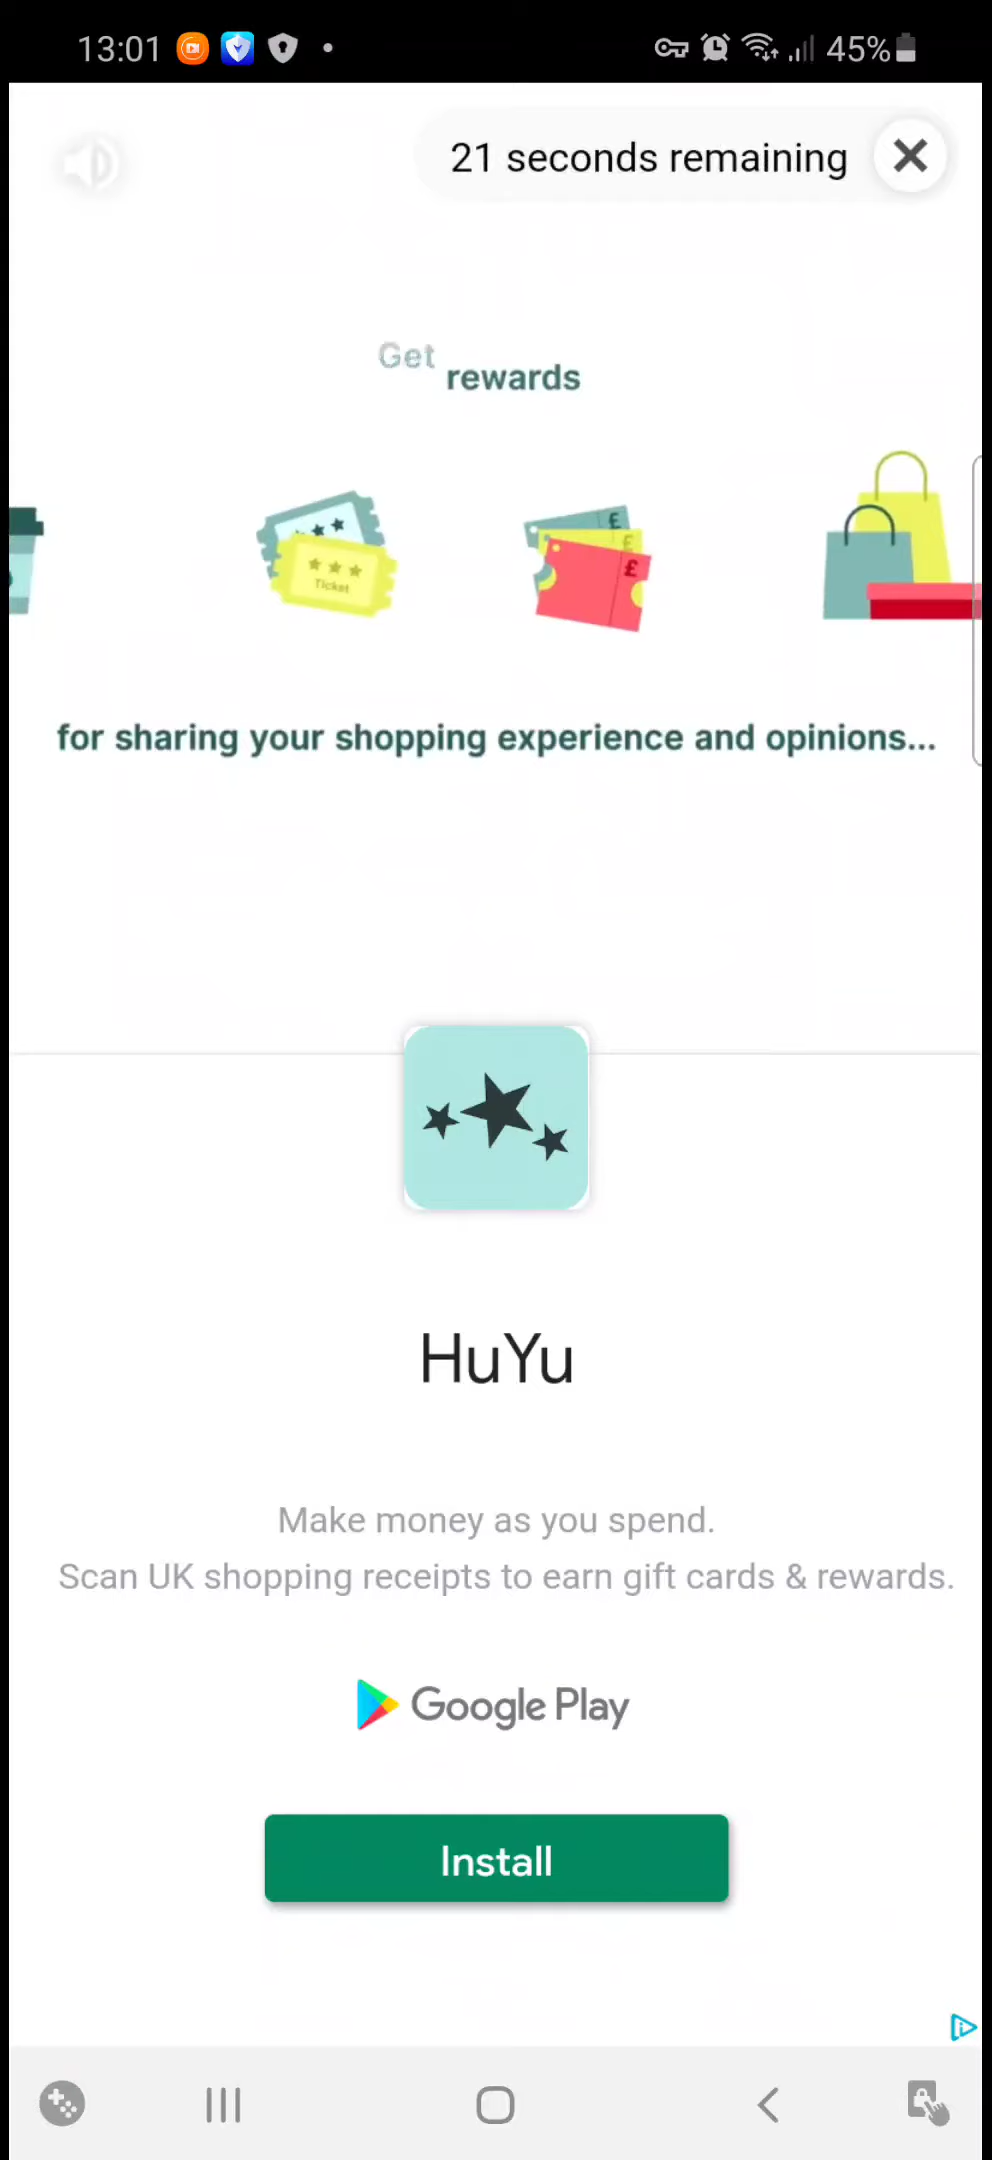 13:01
45%
21 seconds remaining
Get
rewards
Ticket
£
£
£
for sharing your shopping experience and opinions...
HuYu
Make money as you spend.
Scan UK shopping receipts to earn gift cards & rewards.
Google Play
Install